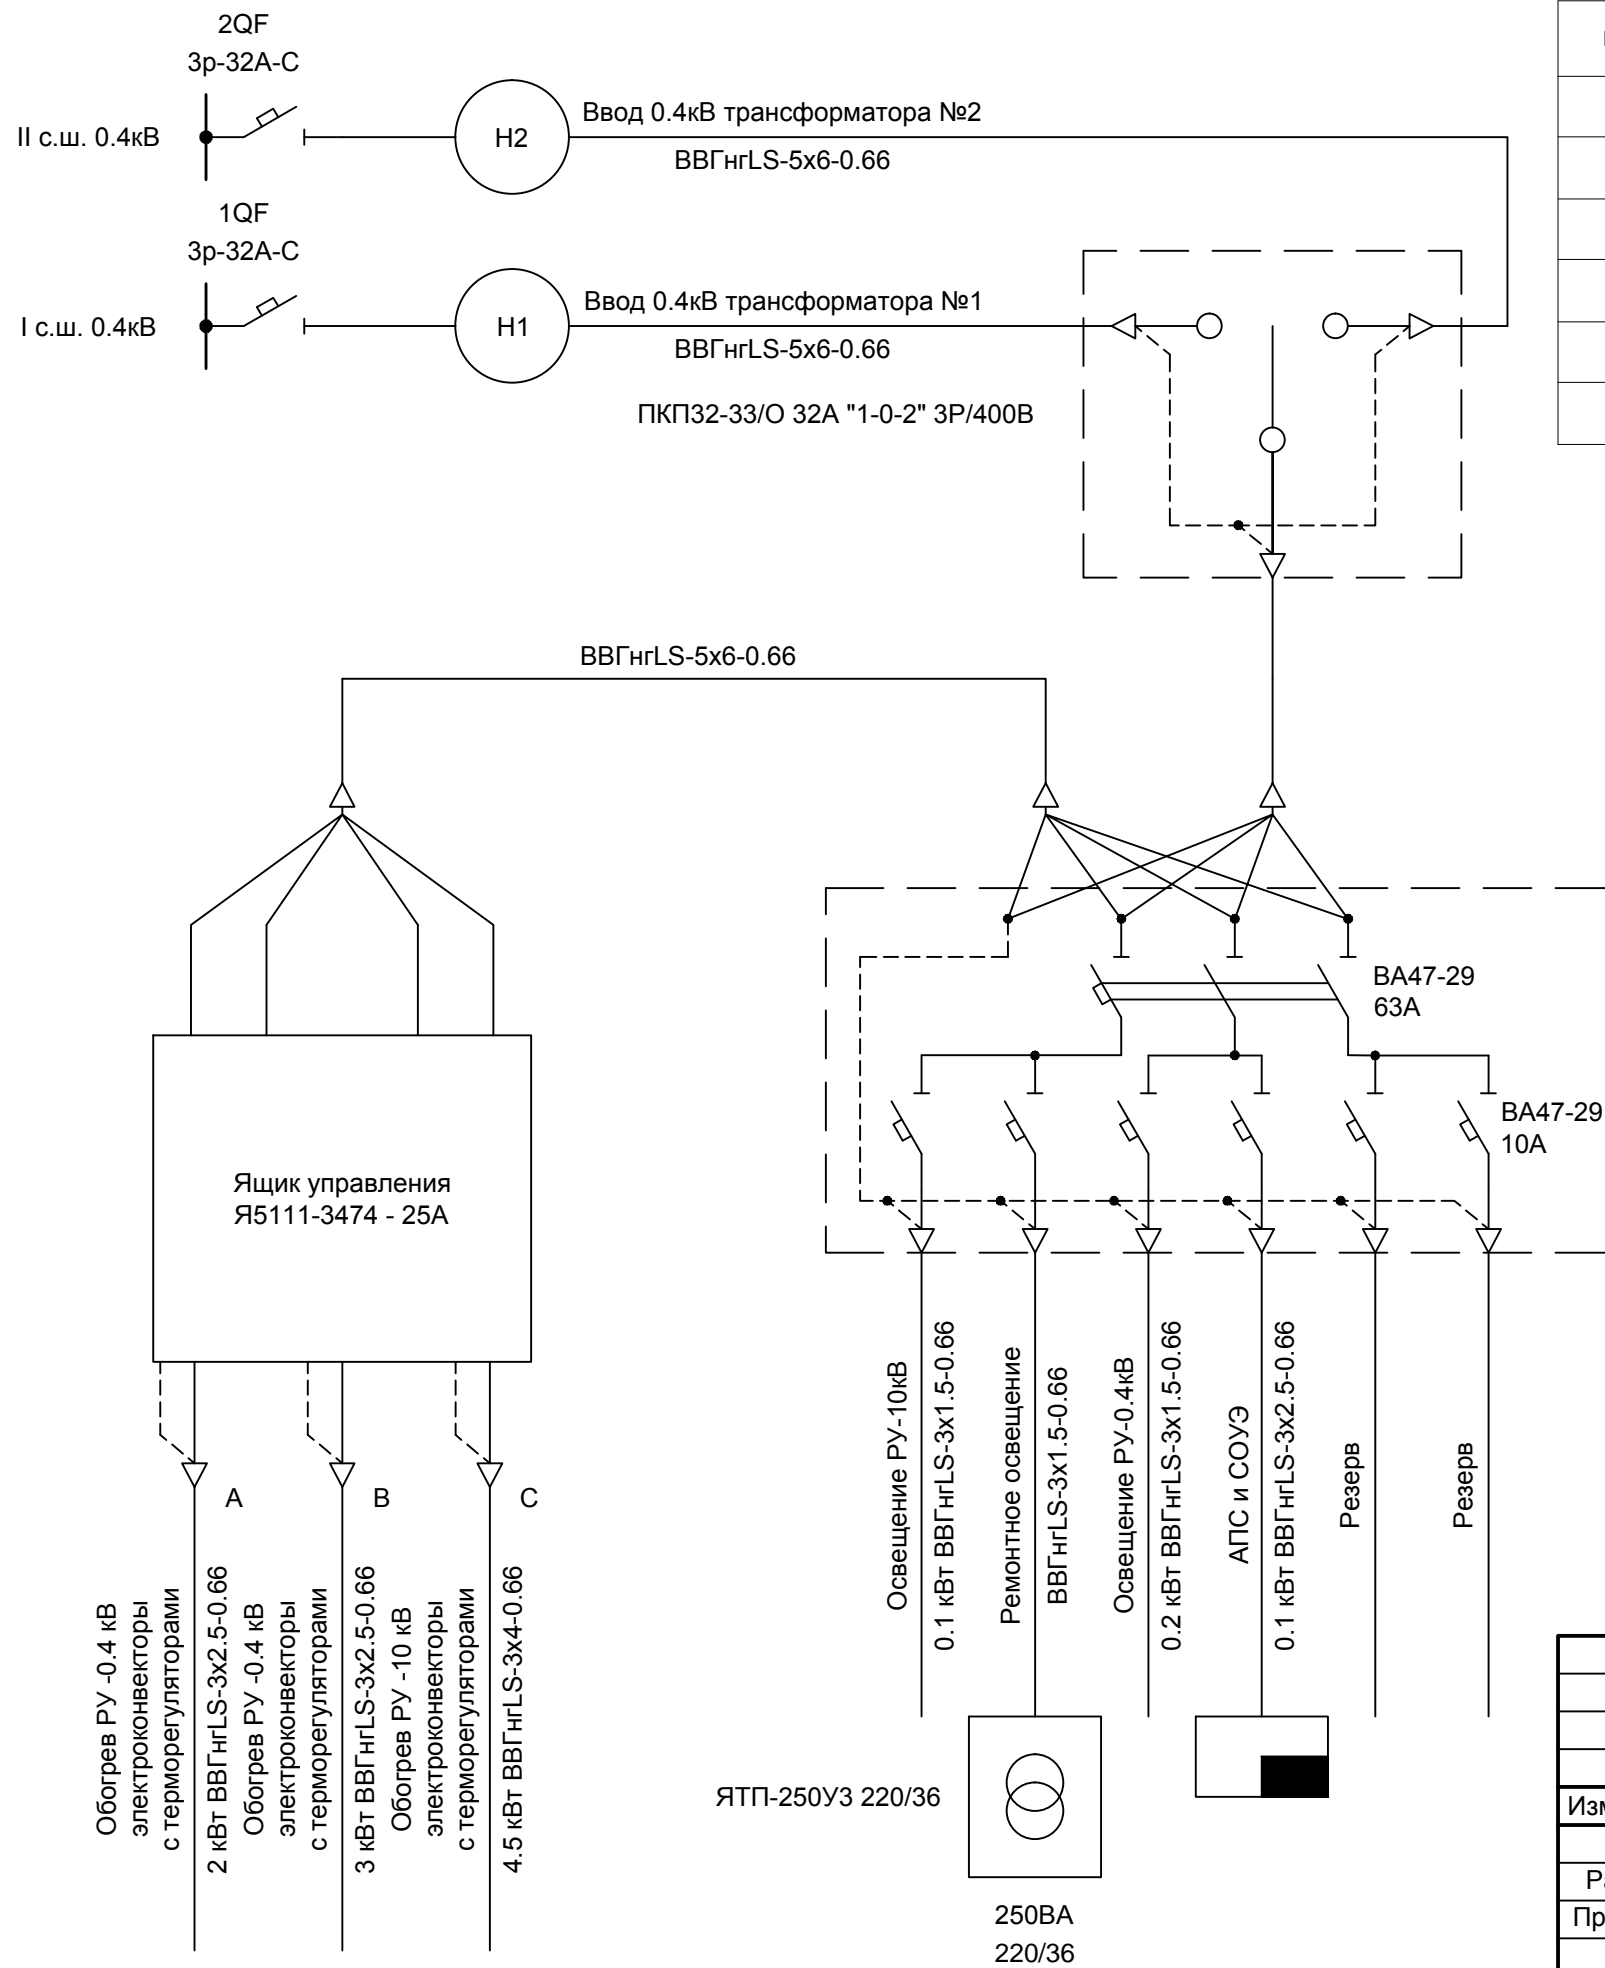 2QF
3р-32А-С
II с.ш. 0.4кВ
Н2
Ввод 0.4кВ трансформатора №2
ВВГнгLS-5х6-0.66
1QF
3р-32А-С
I с.ш. 0.4кВ
Н1
Ввод 0.4кВ трансформатора №1
ВВГнгLS-5х6-0.66
ПКП32-33/О 32А "1-0-2" 3Р/400В
ВВГнгLS-5х6-0.66
ВА47-29
63А
ВА47-29
10А
Ящик управления
Я5111-3474 - 25А
А
В
С
Обогрев РУ -0.4 кВ
электроконвекторы
с терморегуляторами
2 кВт ВВГнгLS-3х2.5-0.66
Обогрев РУ -0.4 кВ
электроконвекторы
с терморегуляторами
3 кВт ВВГнгLS-3х2.5-0.66
Обогрев РУ -10 кВ
электроконвекторы
с терморегуляторами
4.5 кВт ВВГнгLS-3х4-0.66
Освещение РУ-10кВ
0.1 кВт ВВГнгLS-3х1.5-0.66
Ремонтное освещение
ВВГнгLS-3х1.5-0.66
Освещение РУ-0.4кВ
0.2 кВт ВВГнгLS-3х1.5-0.66
АПС и СОУЭ
0.1 кВт ВВГнгLS-3х2.5-0.66
Резерв
Резерв
ЯТП-250У3 220/36
250ВА
220/36